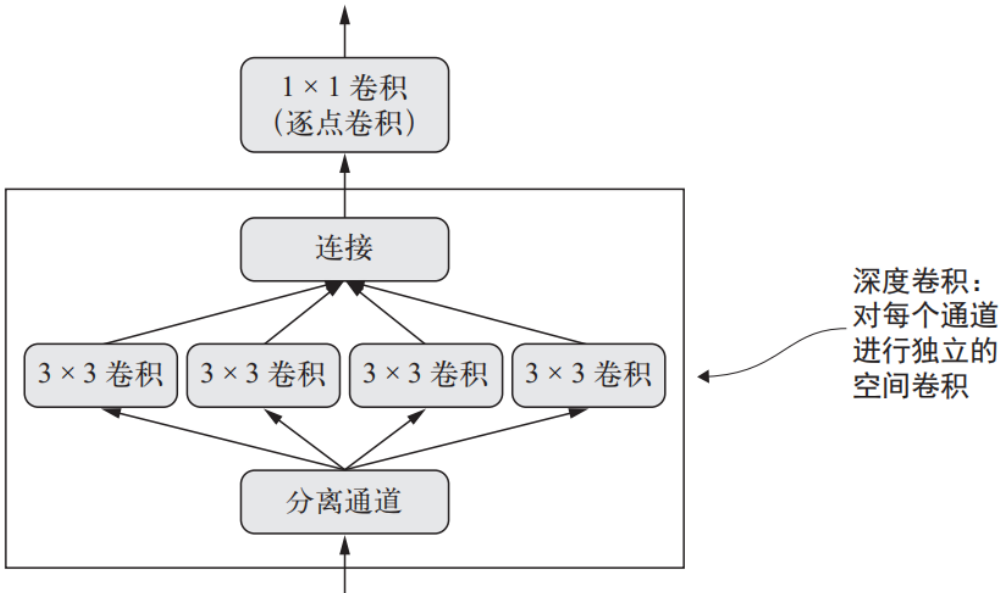 1 × 1 卷积
（逐点卷积）
连接
3 × 3 卷积
3 × 3 卷积
3 × 3 卷积
3 × 3 卷积
分离通道
深度卷积：
对每个通道
进行独立的
空间卷积